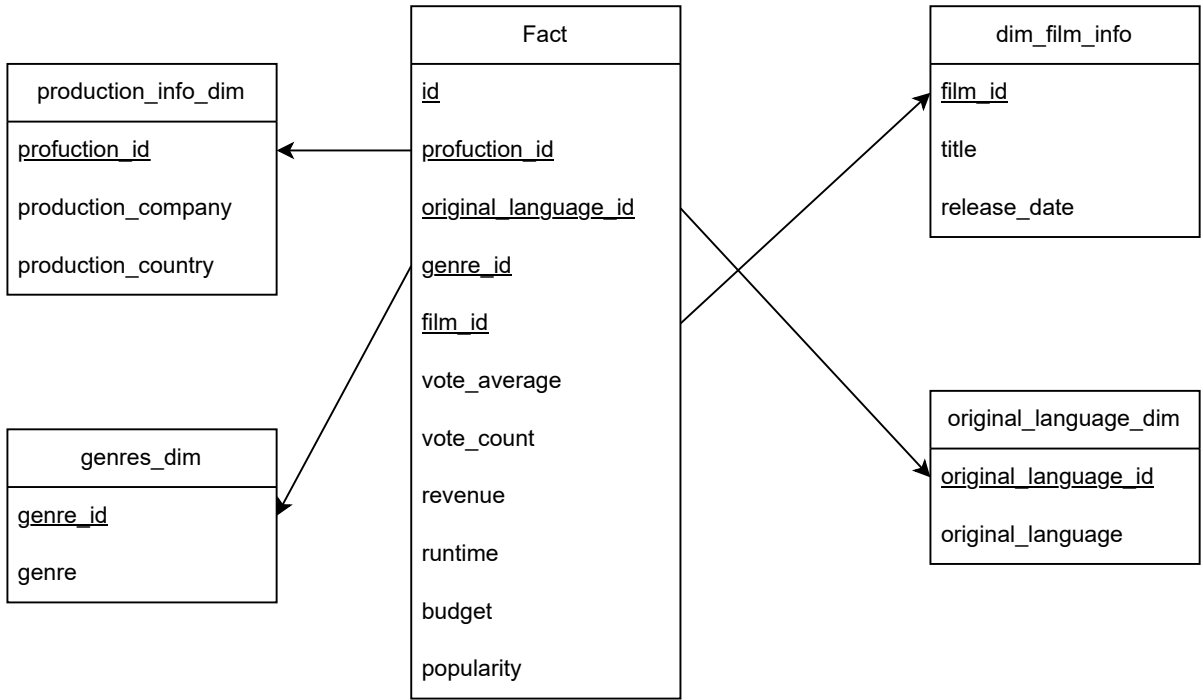 production_info_dim
profuction_id
production_company
production_country
genres_dim
genre_id
genre
Fact
id
profuction_id
original_language_id
genre_id
film_id
vote_average
vote_count
revenue
runtime
budget
popularity
dim_film_info
film_id
title
release_date
original_language_dim
original_language_id
original_language